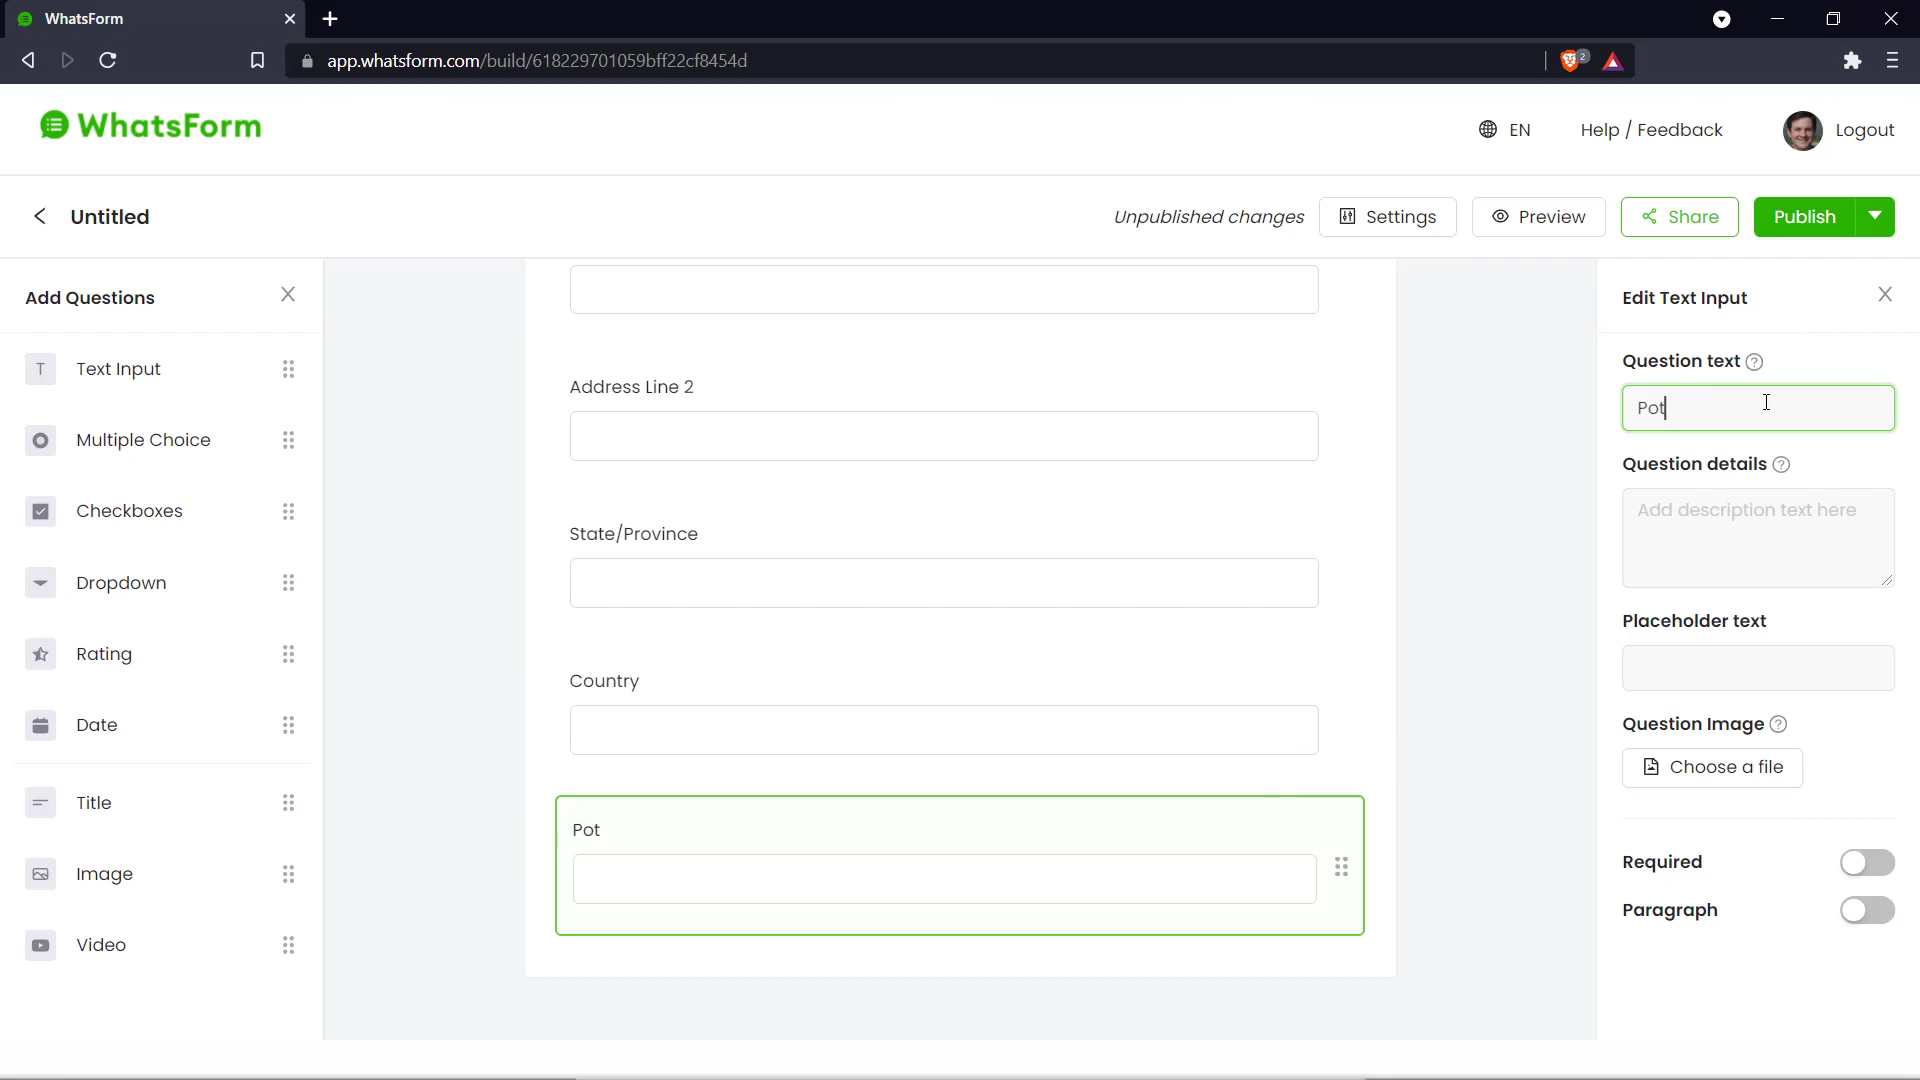 WhatsForm
app.whatsform.com/build/618229701059bff22cf8454d
2
WhatsForm
EN
Help / Feedback
Logout
Untitled
Unpublished changes
Settings
Preview
Share
Publish
Add Questions
Text Input
Multiple Choice
Checkboxes
Dropdown
Rating
Date
Title
Image
Video
Address Line 2
State/Province
Country
Pot
Edit Text Input
Question text
Pot
Question details
Add description text here
Placeholder text
Question Image
Choose a file
Required
Paragraph